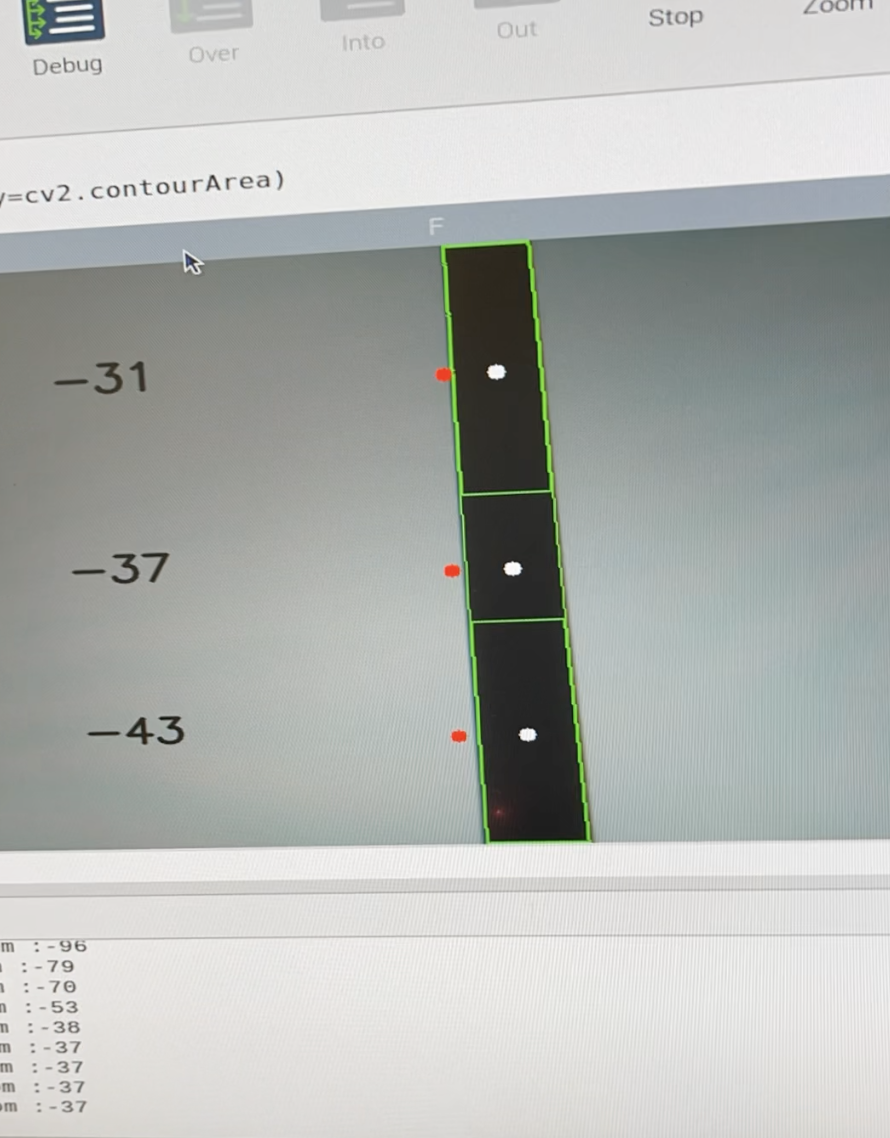 Debug
Over
Into
Out
Stop
Zoom
y=cv2.contourArea)
F
−31
−37
−43
m :-96
:-79
:-70
:-53
m :-38
m :-37
m :-37
om :-37
om :-37